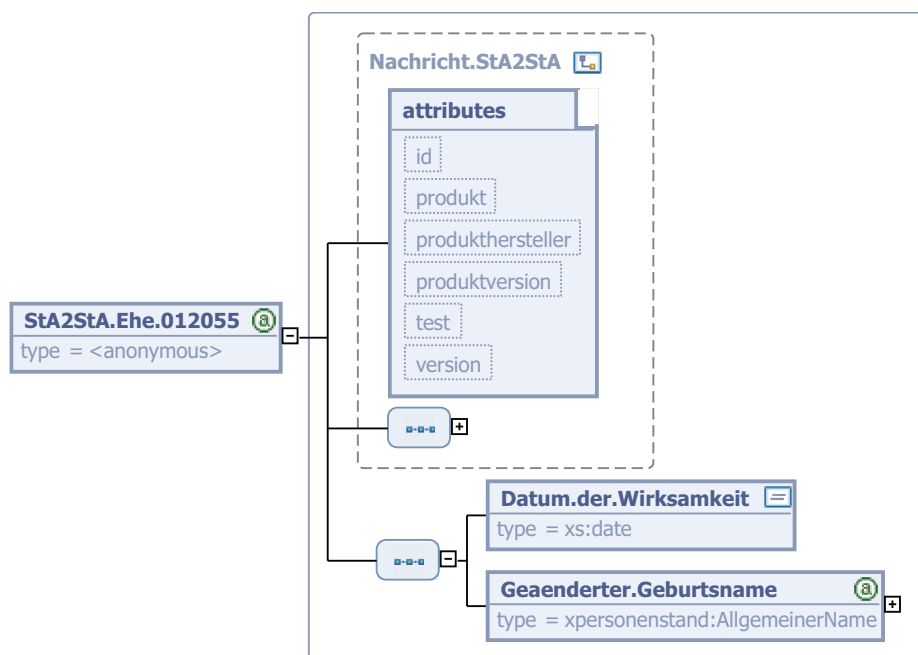 Nachricht.StA2StA
attributes
id
produkt
produkthersteller
produktversion
test
version
StA2StA.Ehe.012055
type = <anonymous>
Datum.der.Wirksamkeit
type = xs:date
Geaenderter.Geburtsname
type = xpersonenstand:AllgemeinerName